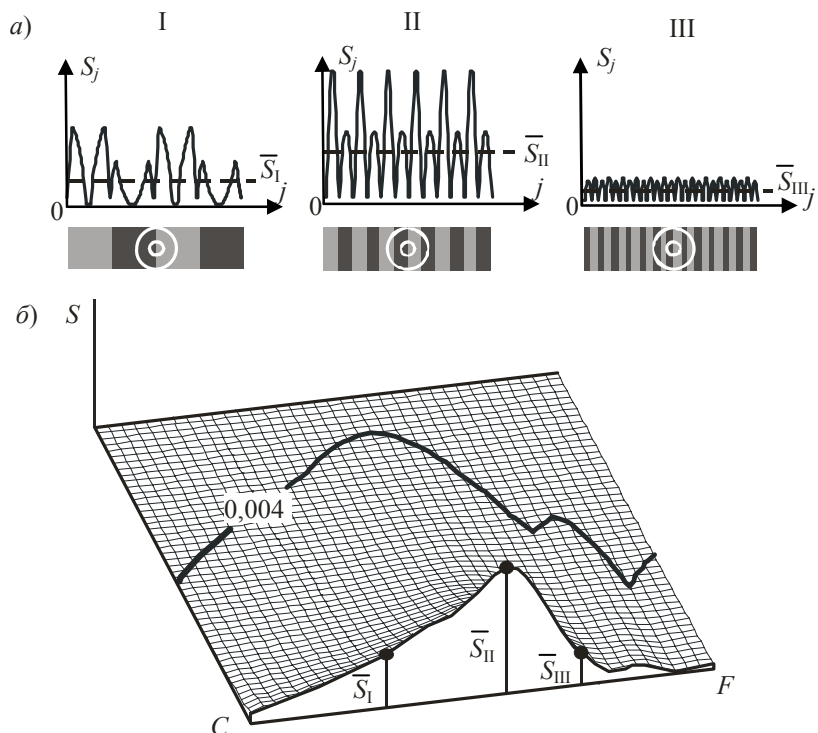 а) I II III
S_j S_j S_j
S̅_I S̅_II S̅_III
0 j 0 j 0 j
б) S
0,004
S̅_I S̅_II S̅_III
C F